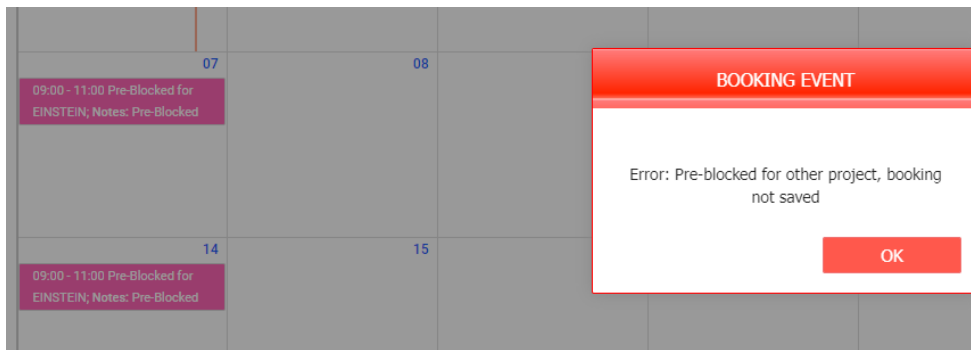 07
08
09:00 - 11:00 Pre-Blocked for
EINSTEIN; Notes: Pre-Blocked
14
15
09:00 - 11:00 Pre-Blocked for
EINSTEIN; Notes: Pre-Blocked
BOOKING EVENT
Error: Pre-blocked for other project, booking
not saved
OK